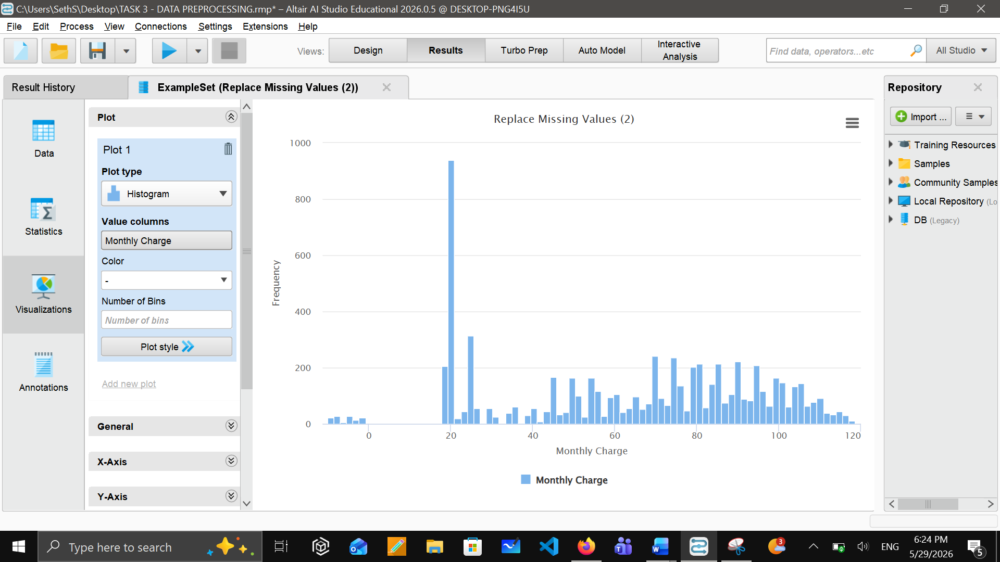 C:\Users\SethS\Desktop\TASK 3 - DATA PREPROCESSING.rmp* – Altair AI Studio Educational 2026.0.5 @ DESKTOP-PNG4I5U
File Edit Process View Connections Settings Extensions Help
Views: Design Results Turbo Prep Auto Model Interactive Analysis
Find data, operators...etc
All Studio
Result History
ExampleSet (Replace Missing Values (2))
Repository
Data
Statistics
Visualizations
Annotations
Plot
Plot 1
Plot type
Histogram
Value columns
Monthly Charge
Color
-
Number of Bins
Number of bins
Plot style
Add new plot
General
X-Axis
Y-Axis
Replace Missing Values (2)
1000
800
600
400
200
0
Frequency
0 20 40 60 80 100 120
Monthly Charge
Monthly Charge
Import ...
Training Resources
Samples
Community Samples
Local Repository (Lo
DB (Legacy)
Type here to search
3
ENG
6:24 PM
5/29/2026
5